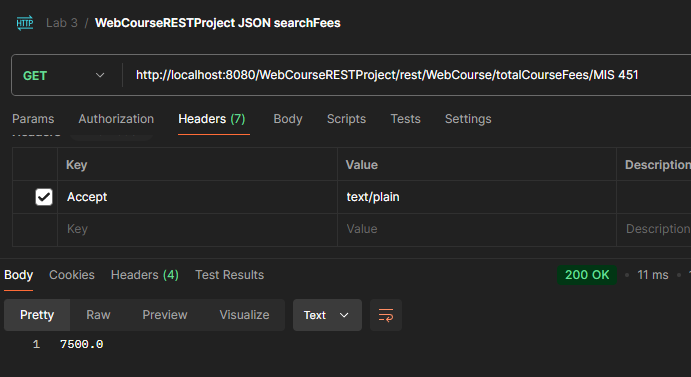 HTTP Lab 3 / WebCourseRESTProject JSON searchFees
GET http://localhost:8080/WebCourseRESTProject/rest/WebCourse/totalCourseFees/MIS 451
Params Authorization Headers (7) Body Scripts Tests Settings
Key Value Description
Accept text/plain
Key Value Description
Body Cookies Headers (4) Test Results 200 OK • 11 ms •
Pretty Raw Preview Visualize Text
1 7500.0